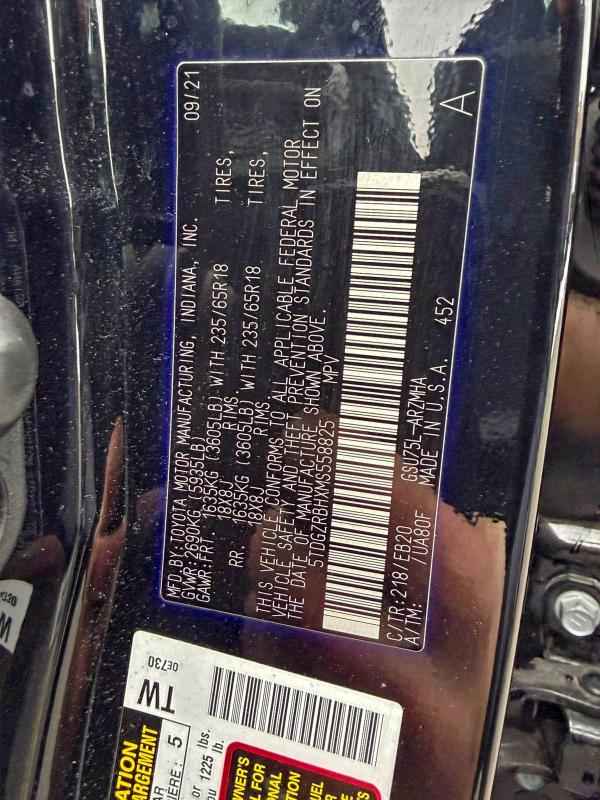 MFD BY: TOYOTA MOTOR MANUFACTURING, INDIANA, INC. 09/21
GVWR:2690KG (5935LB)
GAWR:FRT. 1635KG (3605LB) WITH 235/65R18 TIRES,
18X8J RIMS
RR. 1635KG (3605LB) WITH 235/65R18 TIRES,
18X8J RIMS
THIS VEHICLE CONFORMS TO ALL APPLICABLE FEDERAL MOTOR
VEHICLE SAFETY AND THEFT PREVENTION STANDARDS IN EFFECT ON
THE DATE OF MANUFACTURE SHOWN ABOVE.
5TDGZRBHXMS558825 MPV
C/TR:218/EB20 GSU75L-ARZMHA 452 A
A/TM: /UA80F MADE IN U.S.A.
TW
0E730
5
1225 lbs.